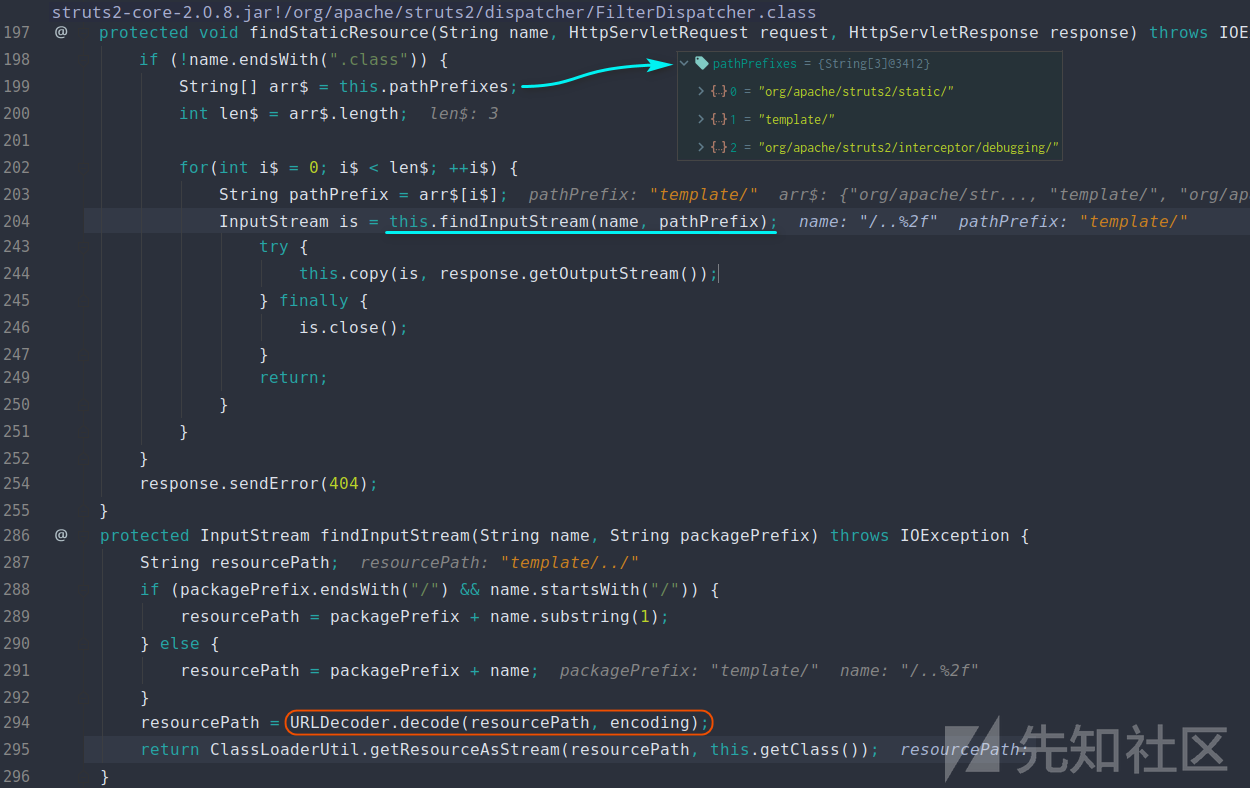 struts2-core-2.0.8.jar!/org/apache/struts2/dispatcher/FilterDispatcher.class
197 @ protected void findStaticResource(String name, HttpServletRequest request, HttpServletResponse response) throws IOE
198 if (!name.endsWith(".class")) {
pathPrefixes = {String[3]@3412}
199 String[] arr$ = this.pathPrefixes;
{..} 0 = "org/apache/struts2/static/"
200 int len$ = arr$.length; len$: 3
{..} 1 = "template/"
201
{..} 2 = "org/apache/struts2/interceptor/debugging/"
202 for(int i$ = 0; i$ < len$; ++i$) {
203 String pathPrefix = arr$[i$]; pathPrefix: "template/" arr$: {"org/apache/str..., "template/", "org/ap
204 InputStream is = this.findInputStream(name, pathPrefix); name: "/..%2f" pathPrefix: "template/"
243 try {
244 this.copy(is, response.getOutputStream());
245 } finally {
246 is.close();
247 }
249 return;
250 }
251 }
252 }
254 response.sendError(404);
255 }
286 @ protected InputStream findInputStream(String name, String packagePrefix) throws IOException {
287 String resourcePath; resourcePath: "template/../"
288 if (packagePrefix.endsWith("/") && name.startsWith("/")) {
289 resourcePath = packagePrefix + name.substring(1);
290 } else {
291 resourcePath = packagePrefix + name; packagePrefix: "template/" name: "/..%2f"
292 }
294 resourcePath = URLDecoder.decode(resourcePath, encoding);
295 return ClassLoaderUtil.getResourceAsStream(resourcePath, this.getClass()); resourcePath:
296 }
先知社区